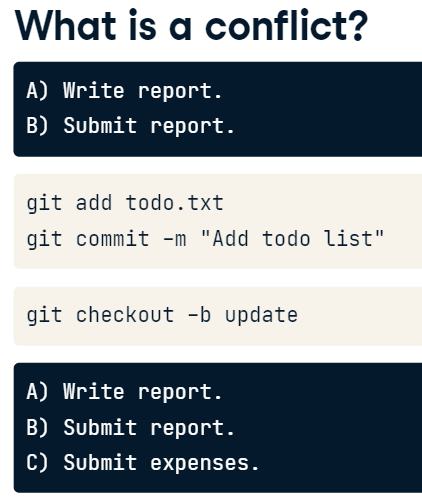 What is a conflict?
A) Write report.
B) Submit report.
git add todo.txt
git commit -m "Add todo list"
git checkout -b update
A) Write report.
B) Submit report.
C) Submit expenses.